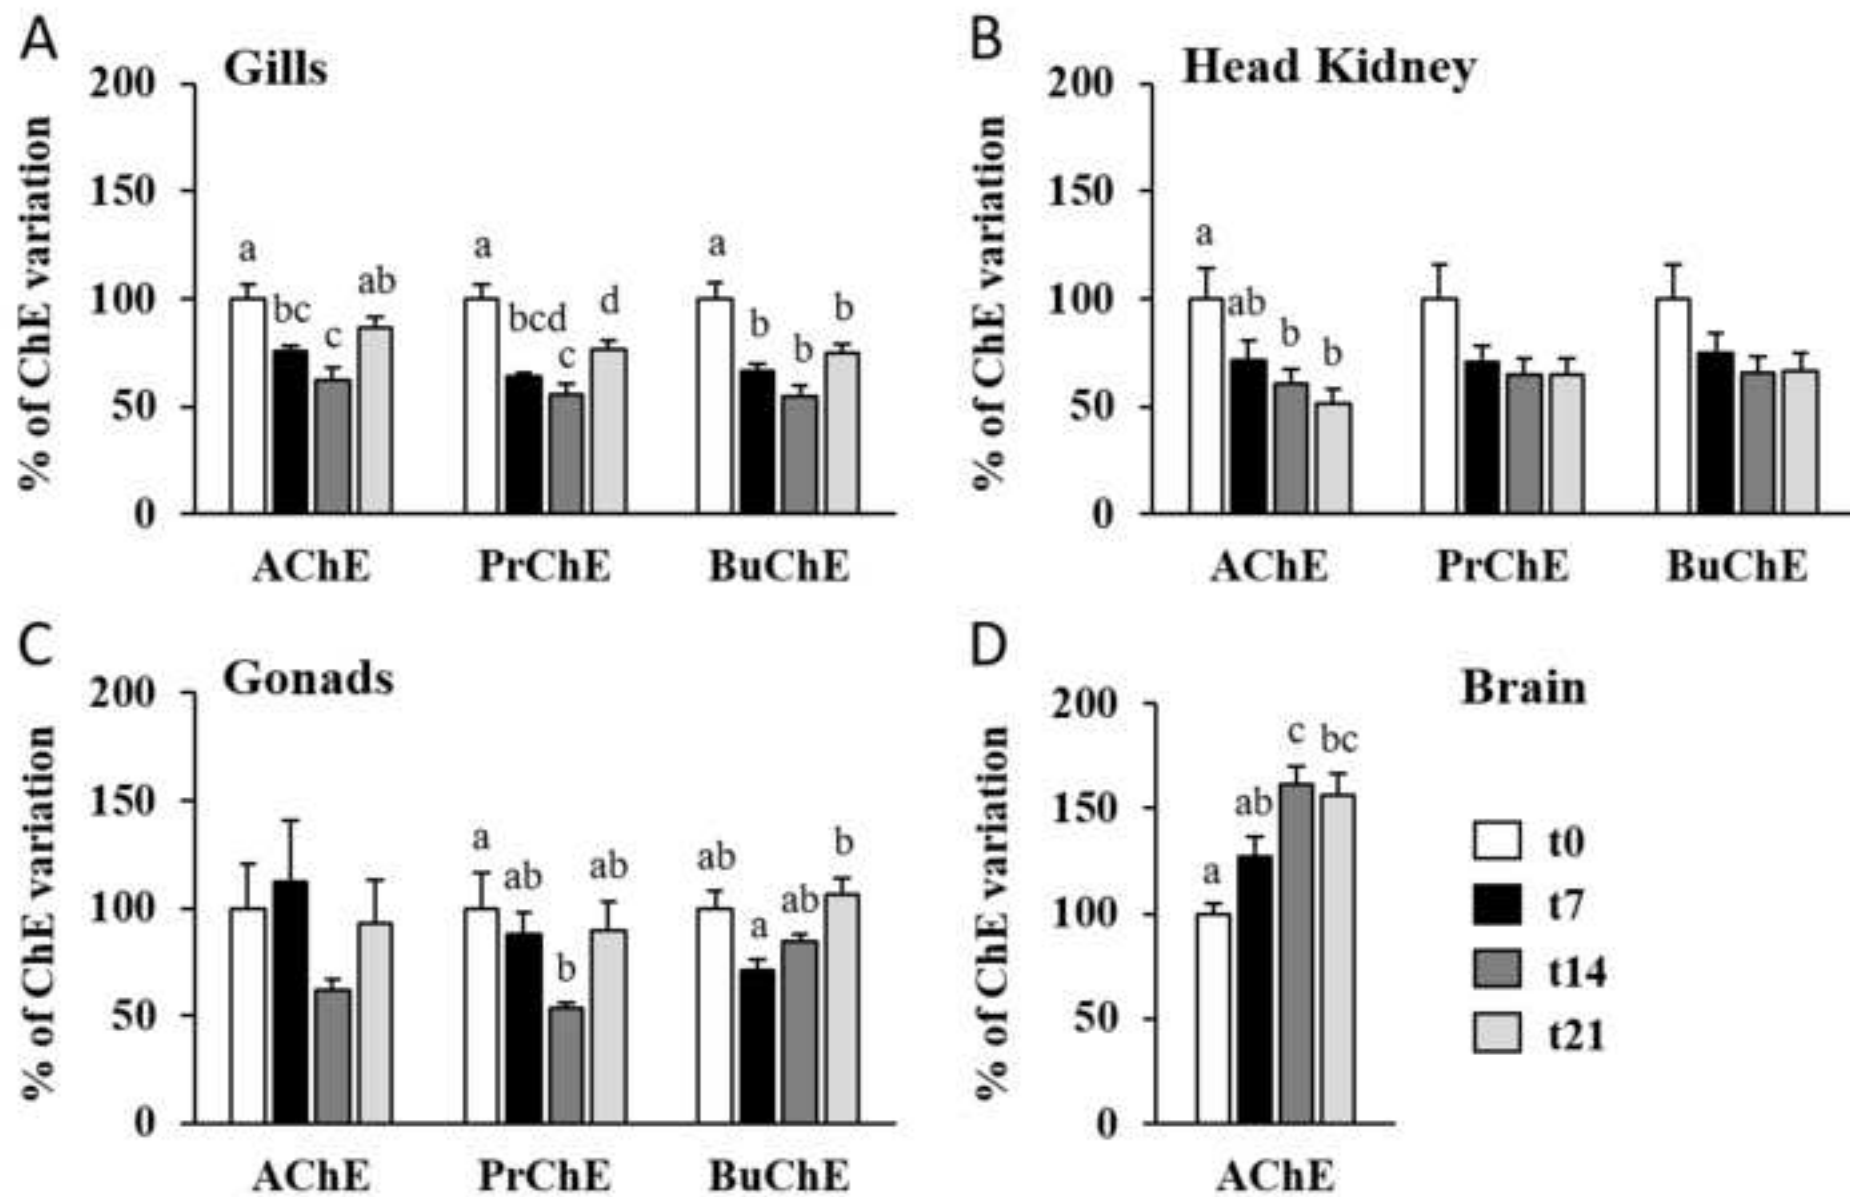 A
Gills
% of ChE variation
200
150
100
50
0
a
bc
c
ab
a
bcd
c
d
a
b
b
b
AChE
PrChE
BuChE
B
Head Kidney
% of ChE variation
200
150
100
50
0
a
ab
b
b
AChE
PrChE
BuChE
C
Gonads
% of ChE variation
200
150
100
50
0
a
ab
b
ab
ab
a
ab
b
AChE
PrChE
BuChE
D
Brain
% of ChE variation
200
150
100
50
0
a
ab
c
bc
AChE
t0
t7
t14
t21